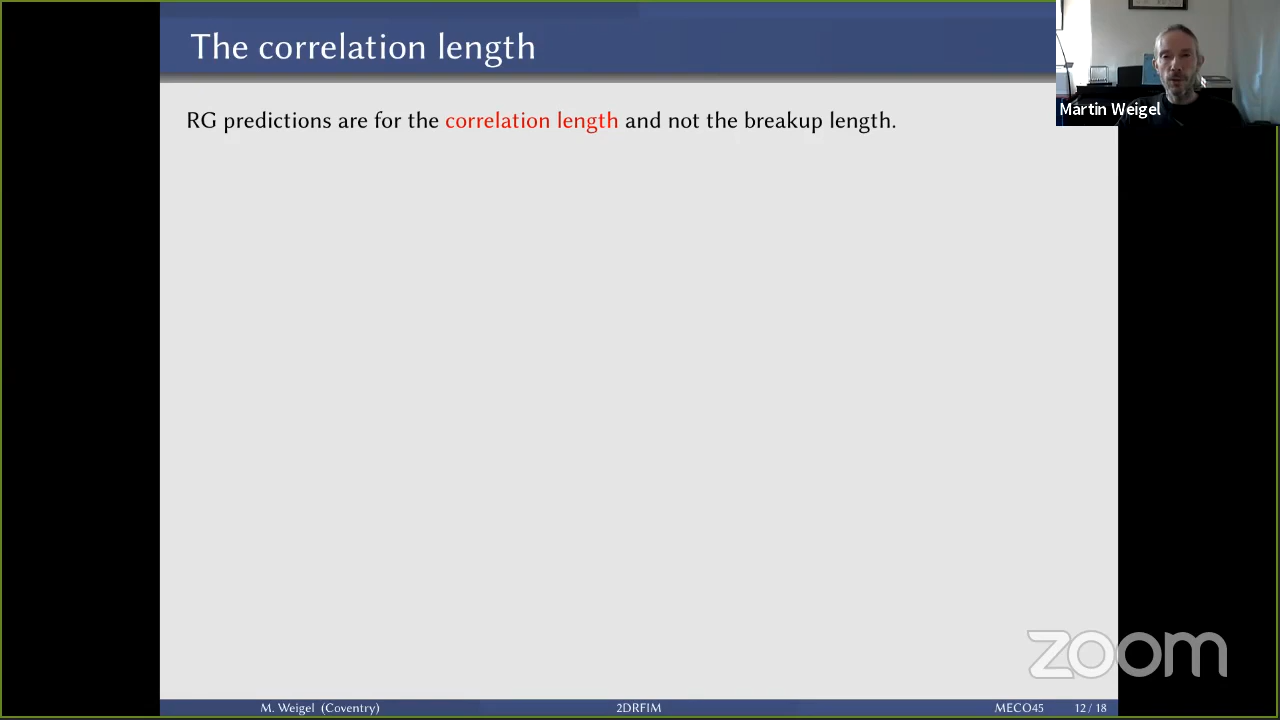 The correlation length
Martin Weigel
RG predictions are for the correlation length and not the breakup length.
zoom
M. Weigel (Coventry) 2DRFIM MECO45 12 / 18